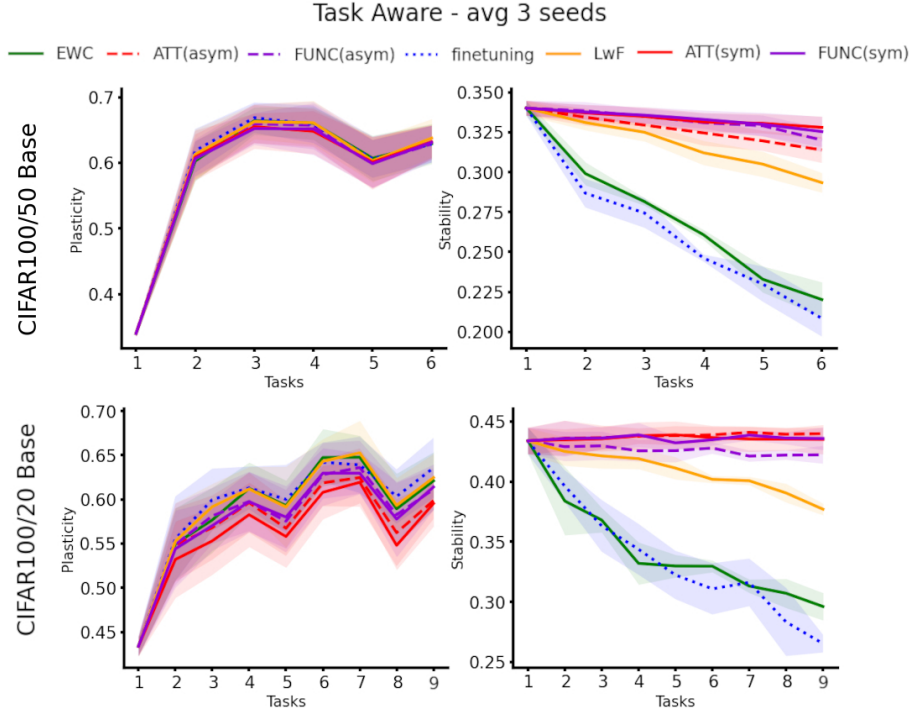 Task Aware - avg 3 seeds
EWC ATT(asym) FUNC(asym) finetuning LwF ATT(sym) FUNC(sym)
CIFAR100/50 Base
Plasticity
0.7
0.6
0.5
0.4
1 2 3 4 5 6
Tasks
Stability
0.350
0.325
0.300
0.275
0.250
0.225
0.200
1 2 3 4 5 6
Tasks
CIFAR100/20 Base
Plasticity
0.70
0.65
0.60
0.55
0.50
0.45
1 2 3 4 5 6 7 8 9
Tasks
Stability
0.45
0.40
0.35
0.30
0.25
1 2 3 4 5 6 7 8 9
Tasks